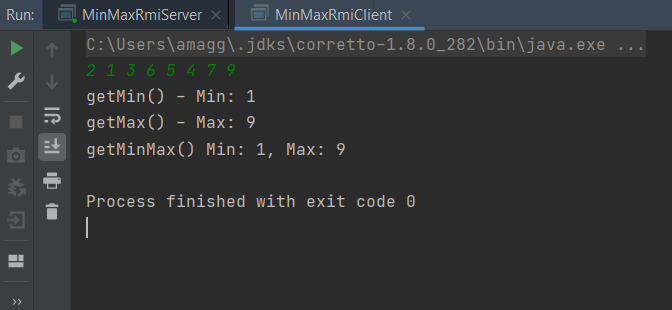 Run: MinMaxRmiServer × MinMaxRmiClient ×
C:\Users\amagg\.jdks\corretto-1.8.0_282\bin\java.exe ...
2 1 3 6 5 4 7 9
getMin() - Min: 1
getMax() - Max: 9
getMinMax() Min: 1, Max: 9
Process finished with exit code 0